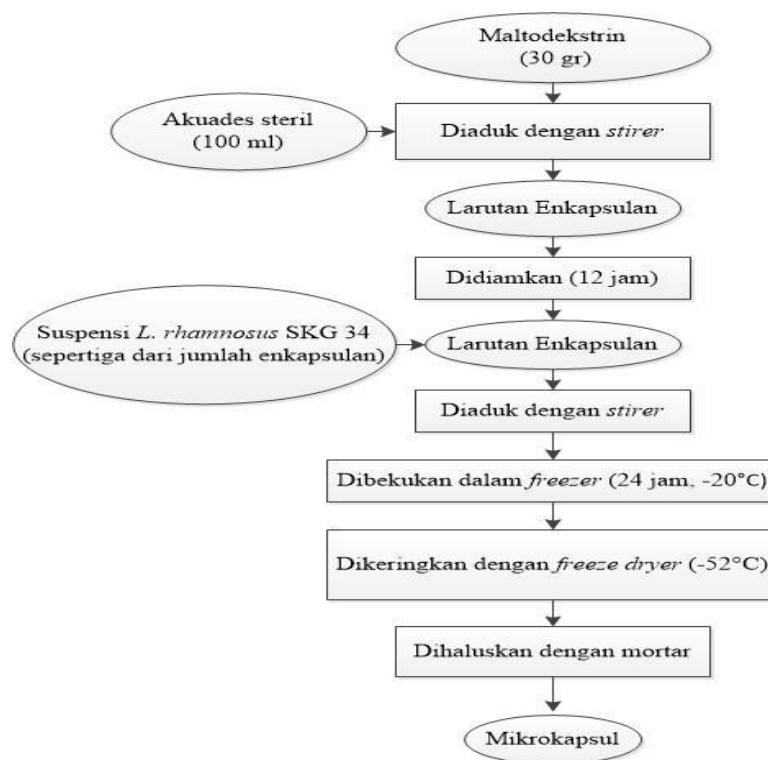 Maltodekstrin
(30 gr)
Akuades steril
(100 ml)
Diaduk dengan stirer
Larutan Enkapsulan
Didiamkan (12 jam)
Suspensi L. rhamnosus SKG 34
(sepertiga dari jumlah enkapsulan)
Larutan Enkapsulan
Diaduk dengan stirer
Dibekukan dalam freezer (24 jam, -20°C)
Dikeringkan dengan freeze dryer (-52°C)
Dihaluskan dengan mortar
Mikrokapsul